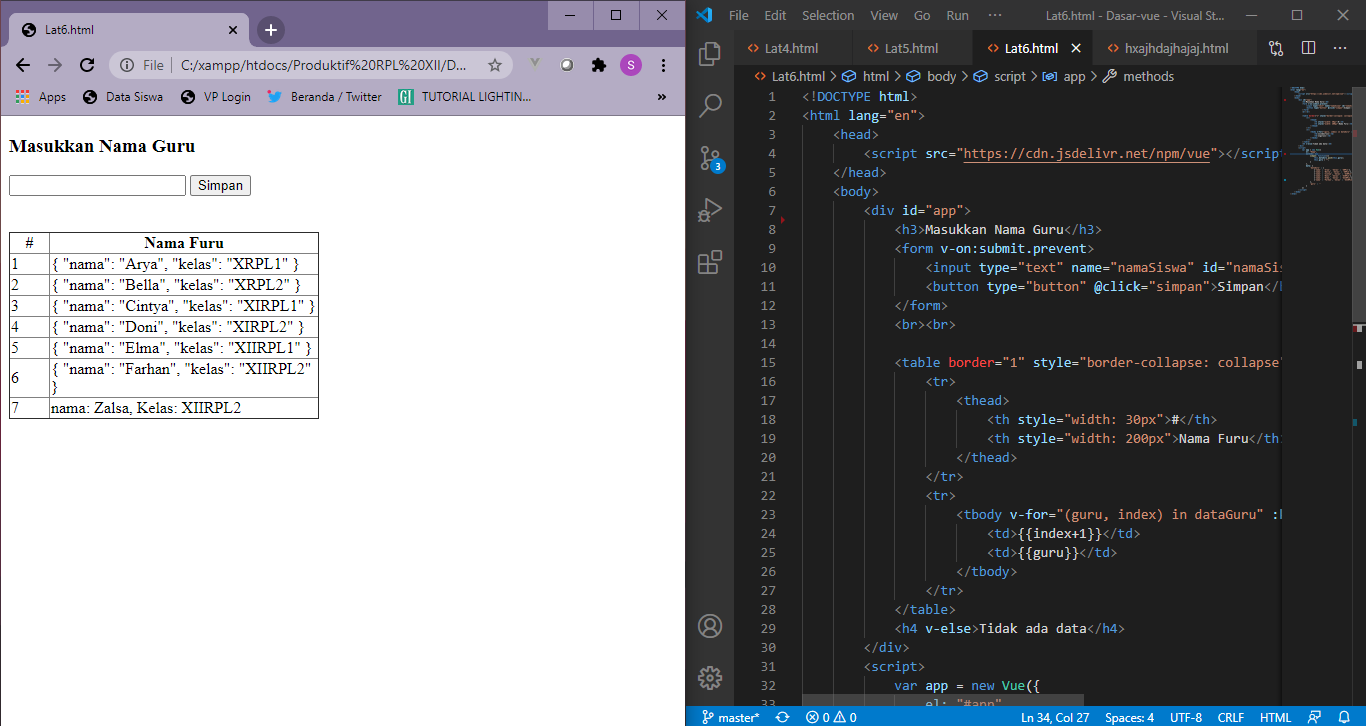 Lat6.html
File
C:/xampp/htdocs/Produktif%20RPL%20XII/D...
S
Apps
Data Siswa
VP Login
Beranda / Twitter
GI
TUTORIAL LIGHTIN...
»
Masukkan Nama Guru
Simpan
# Nama Furu
1 { "nama": "Arya", "kelas": "XRPL1" }
2 { "nama": "Bella", "kelas": "XRPL2" }
3 { "nama": "Cintya", "kelas": "XIRPL1" }
4 { "nama": "Doni", "kelas": "XIRPL2" }
5 { "nama": "Elma", "kelas": "XIIRPL1" }
6 { "nama": "Farhan", "kelas": "XIIRPL2"
}
7 nama: Zalsa, Kelas: XIIRPL2
File Edit Selection View Go Run ··· Lat6.html - Dasar-vue - Visual St...
Lat4.html Lat5.html Lat6.html hxajhdajhajaj.html
Lat6.html > html > body > script > app > methods
3
1 <!DOCTYPE html>
2 <html lang="en">
3 <head>
4 <script src="https://cdn.jsdelivr.net/npm/vue"></script
5 </head>
6 <body>
7 <div id="app">
8 <h3>Masukkan Nama Guru</h3>
9 <form v-on:submit.prevent>
10 <input type="text" name="namaSiswa" id="namaSis
11 <button type="button" @click="simpan">Simpan</b
12 </form>
13 <br><br>
14
15 <table border="1" style="border-collapse: collapse"
16 <tr>
17 <thead>
18 <th style="width: 30px">#</th>
19 <th style="width: 200px">Nama Furu</th
20 </thead>
21 </tr>
22 <tr>
23 <tbody v-for="(guru, index) in dataGuru" :k
24 <td>{{index+1}}</td>
25 <td>{{guru}}</td>
26 </tbody>
27 </tr>
28 </table>
29 <h4 v-else>Tidak ada data</h4>
30 </div>
31 <script>
32 var app = new Vue({
33 el: "#app"
master* 0 0 Ln 34, Col 27 Spaces: 4 UTF-8 CRLF HTML